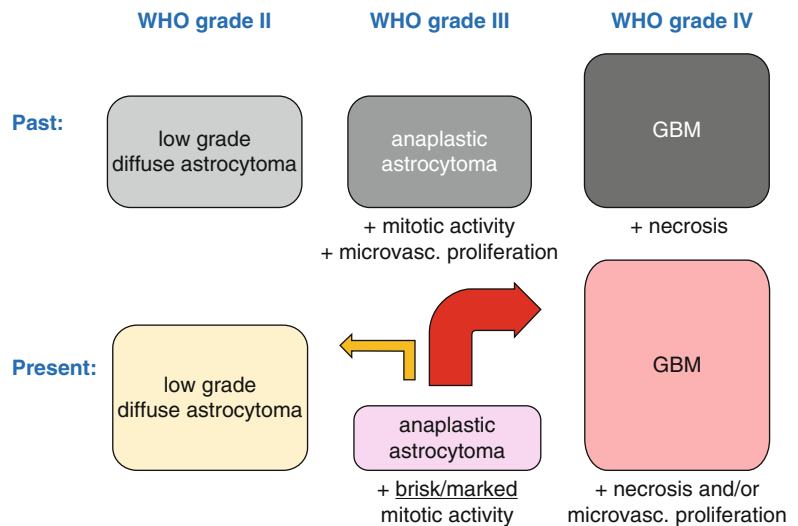 WHO grade II
WHO grade III
WHO grade IV
Past:
low grade
diffuse astrocytoma
anaplastic
astrocytoma
+ mitotic activity
+ microvasc. proliferation
GBM
+ necrosis
Present:
low grade
diffuse astrocytoma
anaplastic
astrocytoma
+ brisk/marked
mitotic activity
GBM
+ necrosis and/or
microvasc. proliferation